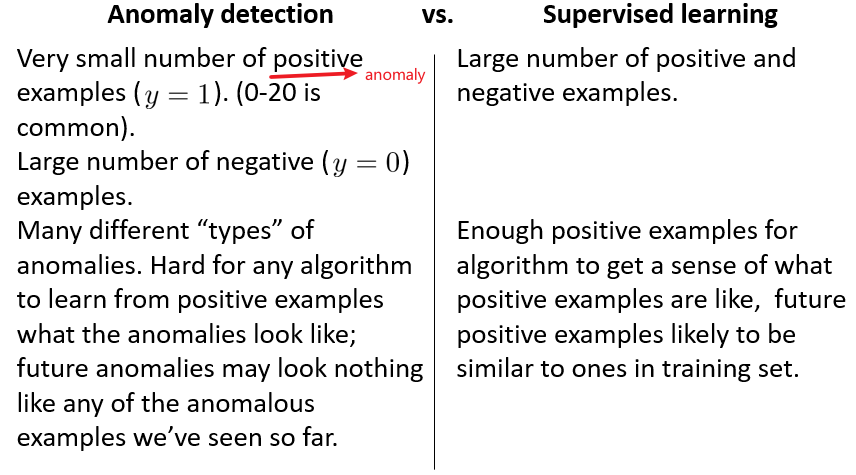 Anomaly detection vs. Supervised learning
Very small number of positive
anomaly
examples (y = 1). (0-20 is
common).
Large number of negative (y = 0)
examples.
Many different “types” of
anomalies. Hard for any algorithm
to learn from positive examples
what the anomalies look like;
future anomalies may look nothing
like any of the anomalous
examples we’ve seen so far.
Large number of positive and
negative examples.
Enough positive examples for
algorithm to get a sense of what
positive examples are like, future
positive examples likely to be
similar to ones in training set.